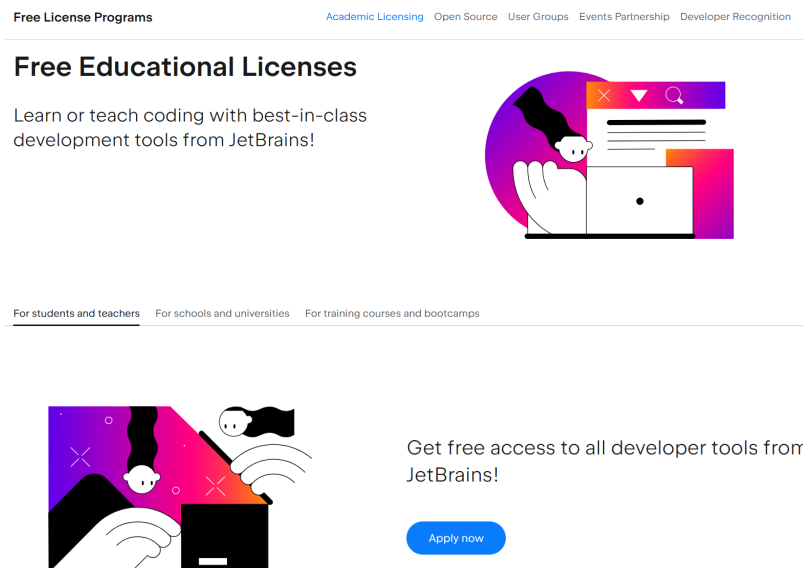 Free License Programs
Academic Licensing Open Source User Groups Events Partnership Developer Recognition
Free Educational Licenses
Learn or teach coding with best-in-class
development tools from JetBrains!
For students and teachers For schools and universities For training courses and bootcamps
Get free access to all developer tools from
JetBrains!
Apply now